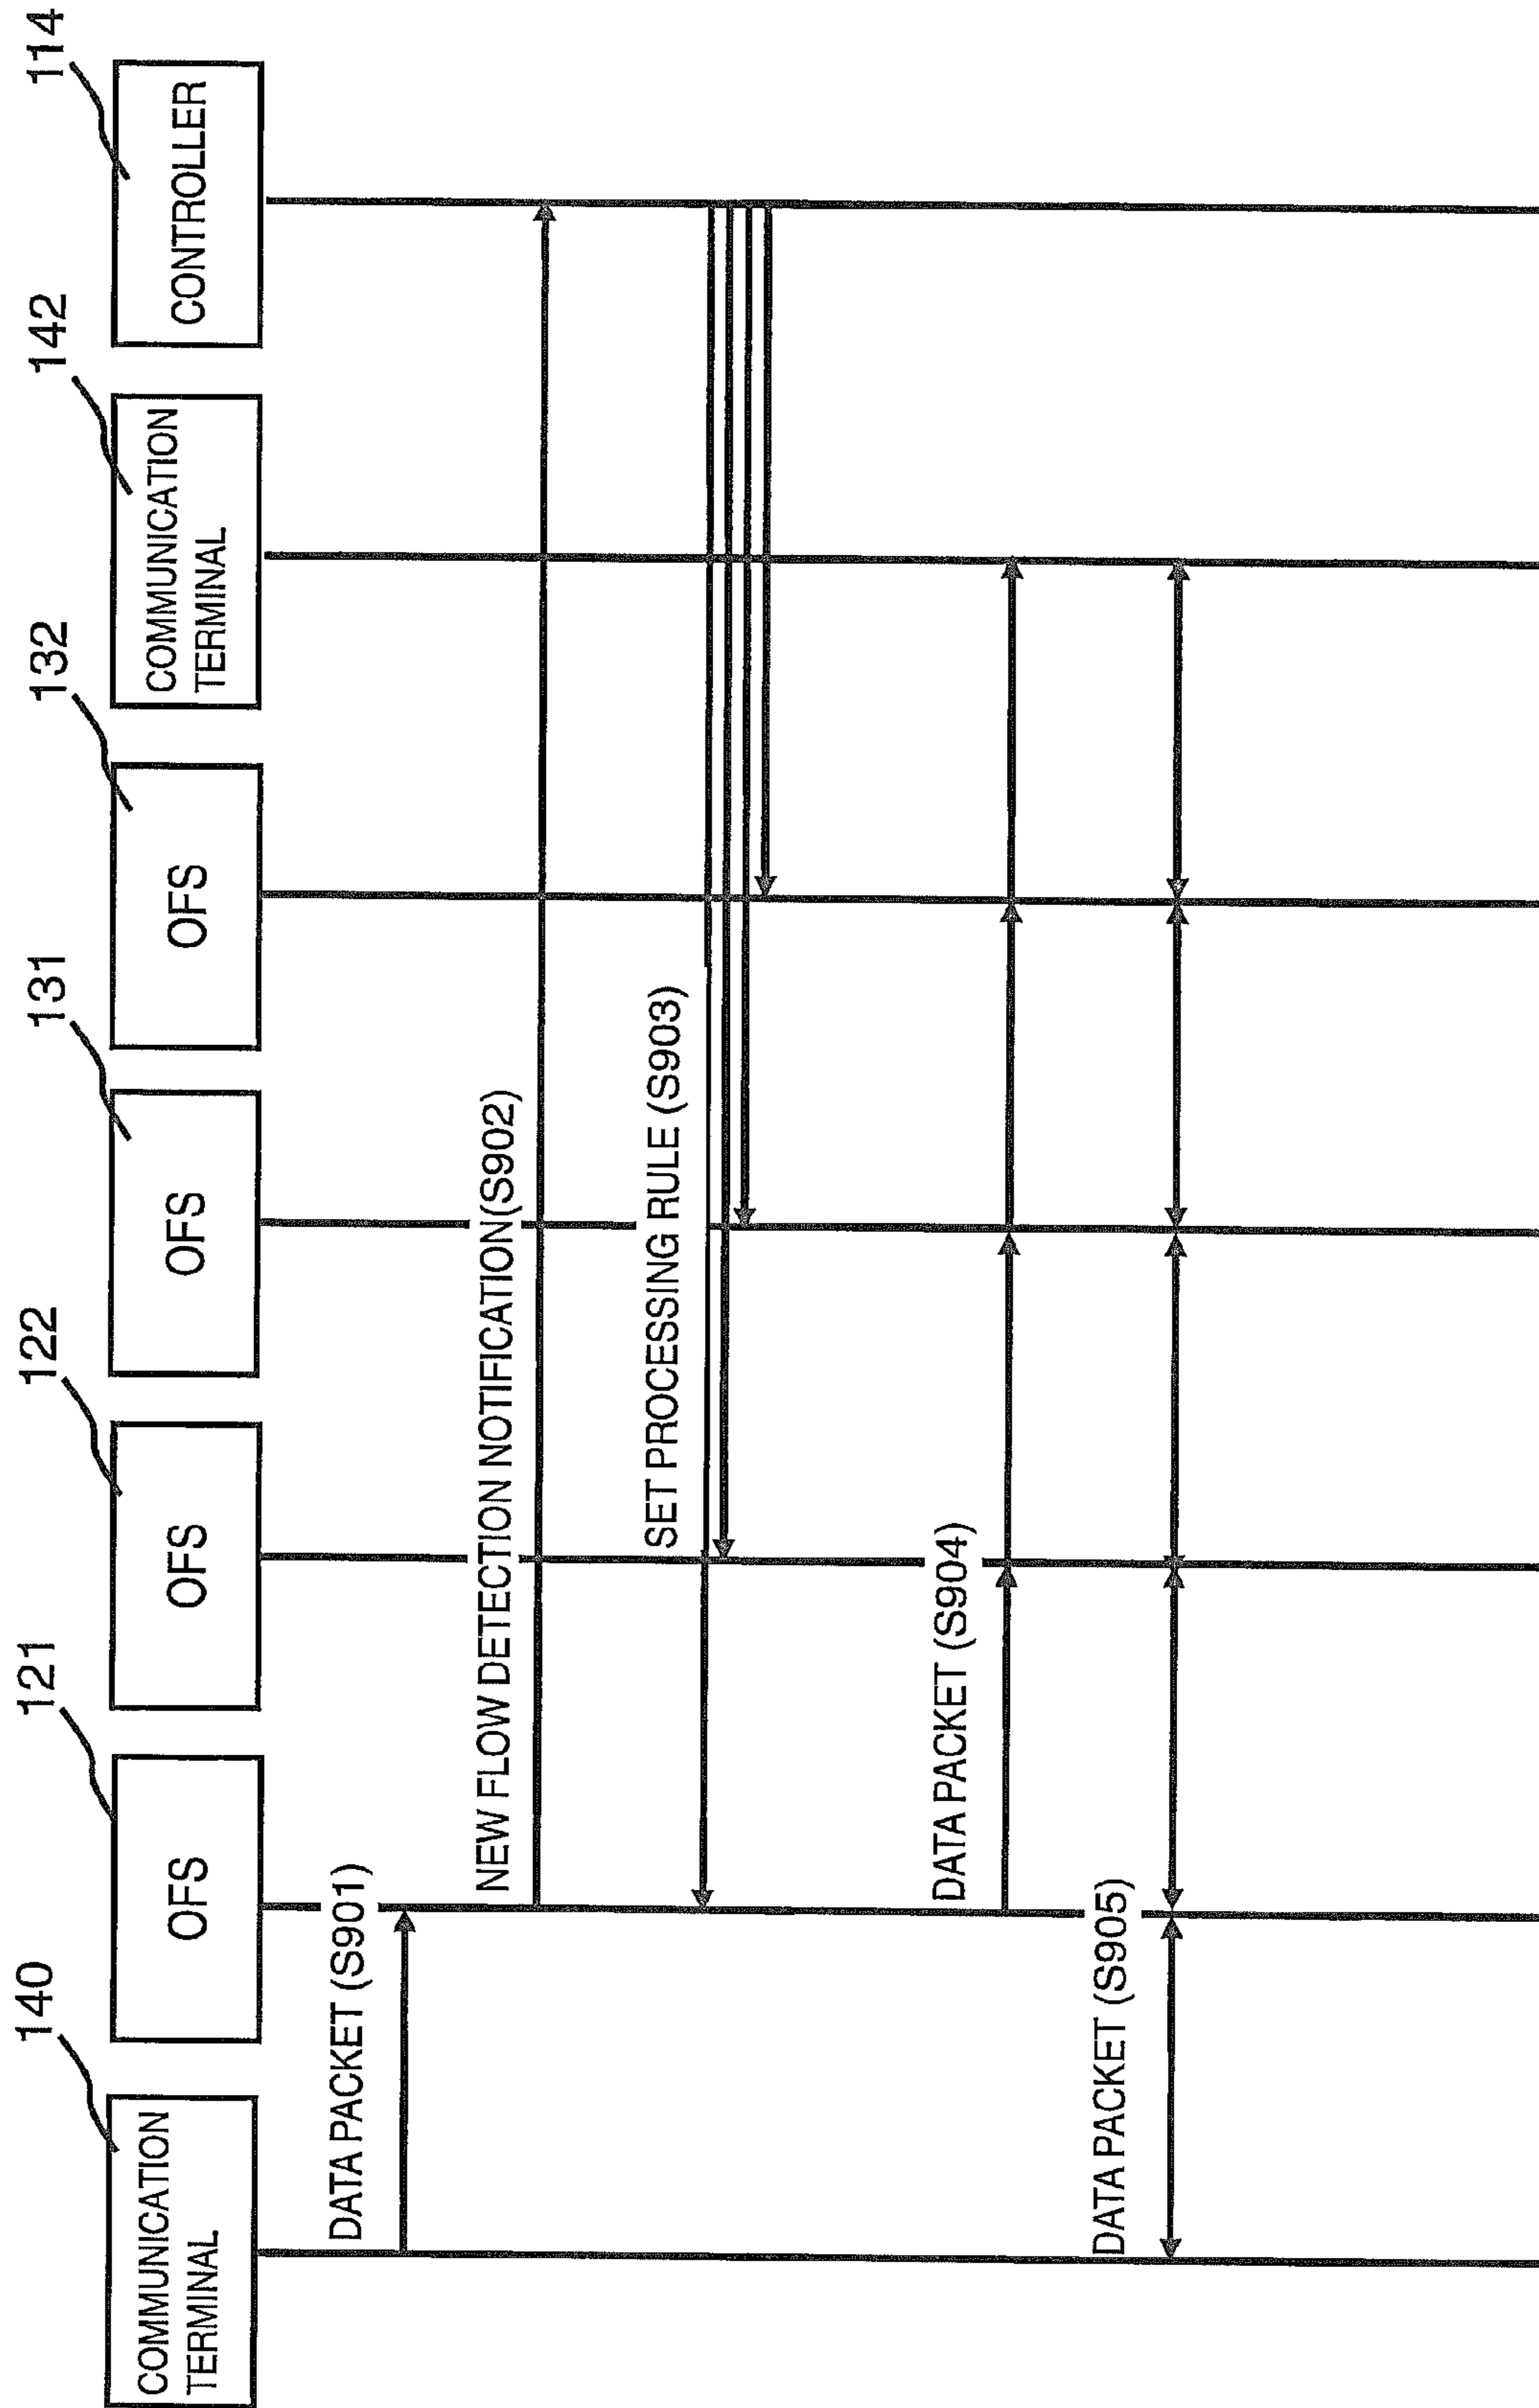 140
121
122
131
132
142
114
COMMUNICATION
TERMINAL
OFS
OFS
OFS
OFS
COMMUNICATION
TERMINAL
CONTROLLER
DATA PACKET (S901)
NEW FLOW DETECTION NOTIFICATION(S902)
SET PROCESSING RULE (S903)
DATA PACKET (S904)
DATA PACKET (S905)